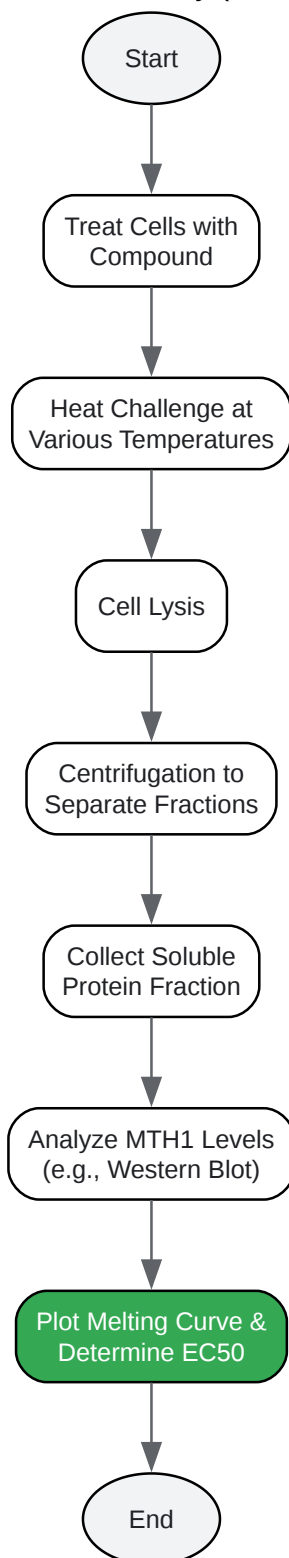 Start
Treat Cells with
Compound
Heat Challenge at
Various Temperatures
Cell Lysis
Centrifugation to
Separate Fractions
Collect Soluble
Protein Fraction
Analyze MTH1 Levels
(e.g., Western Blot)
Plot Melting Curve &
Determine EC50
End